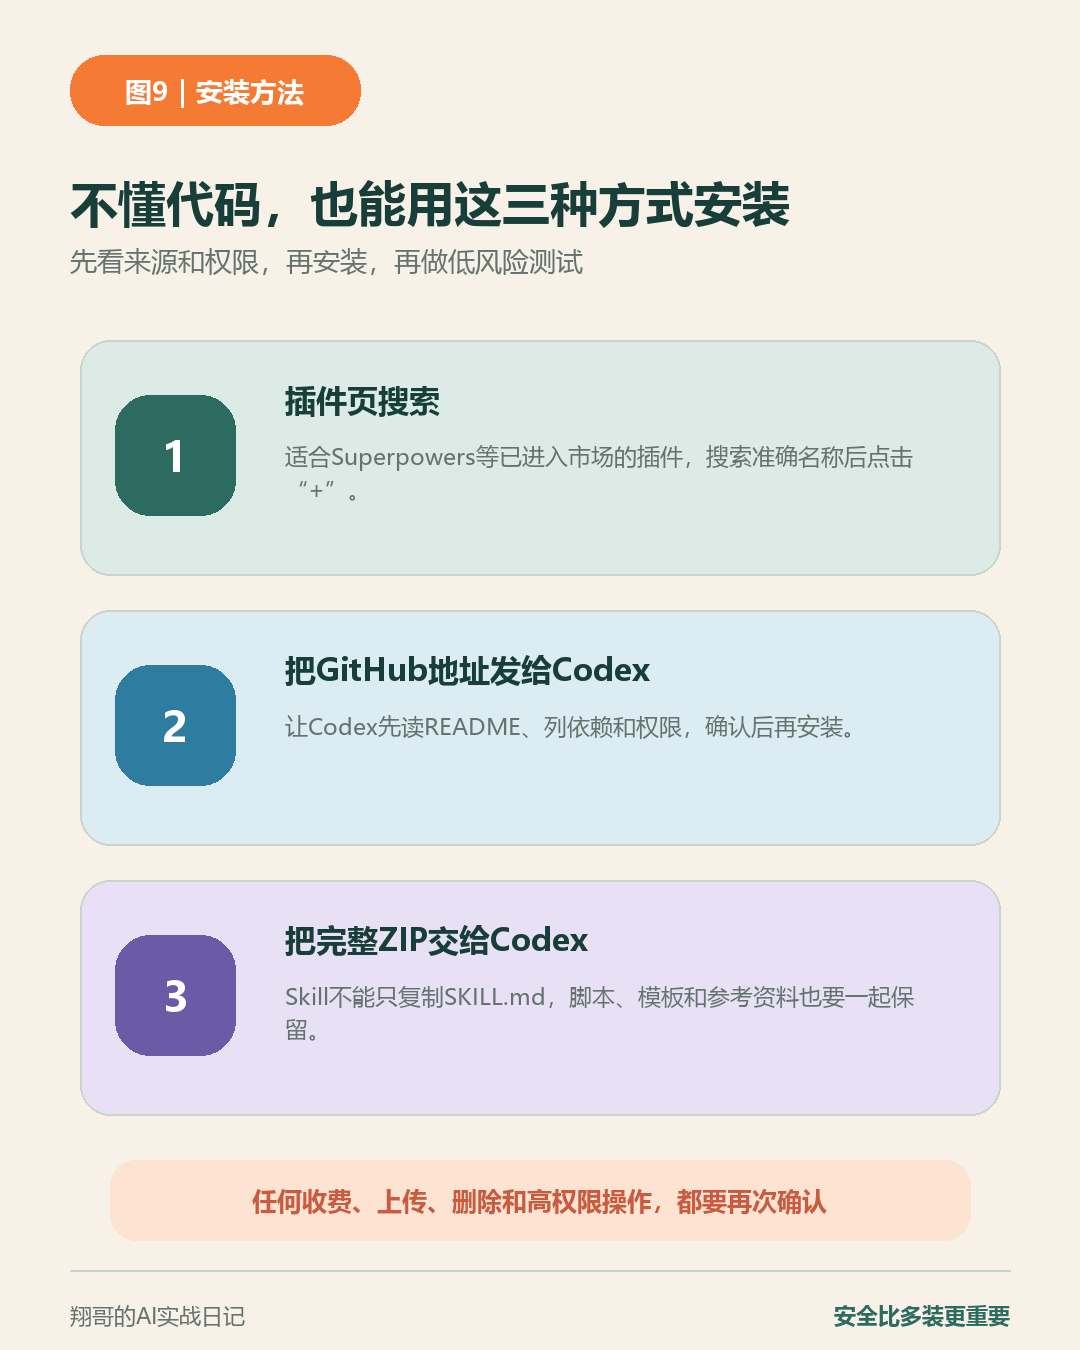 图9｜安装方法
不懂代码，也能用这三种方式安装
先看来源和权限，再安装，再做低风险测试
1
插件页搜索
适合Superpowers等已进入市场的插件，搜索准确名称后点击
“+”。
2
把GitHub地址发给Codex
让Codex先读README、列依赖和权限，确认后再安装。
3
把完整ZIP交给Codex
Skill不能只复制SKILL.md，脚本、模板和参考资料也要一起保
留。
任何收费、上传、删除和高权限操作，都要再次确认
翔哥的AI实战日记
安全比多装更重要